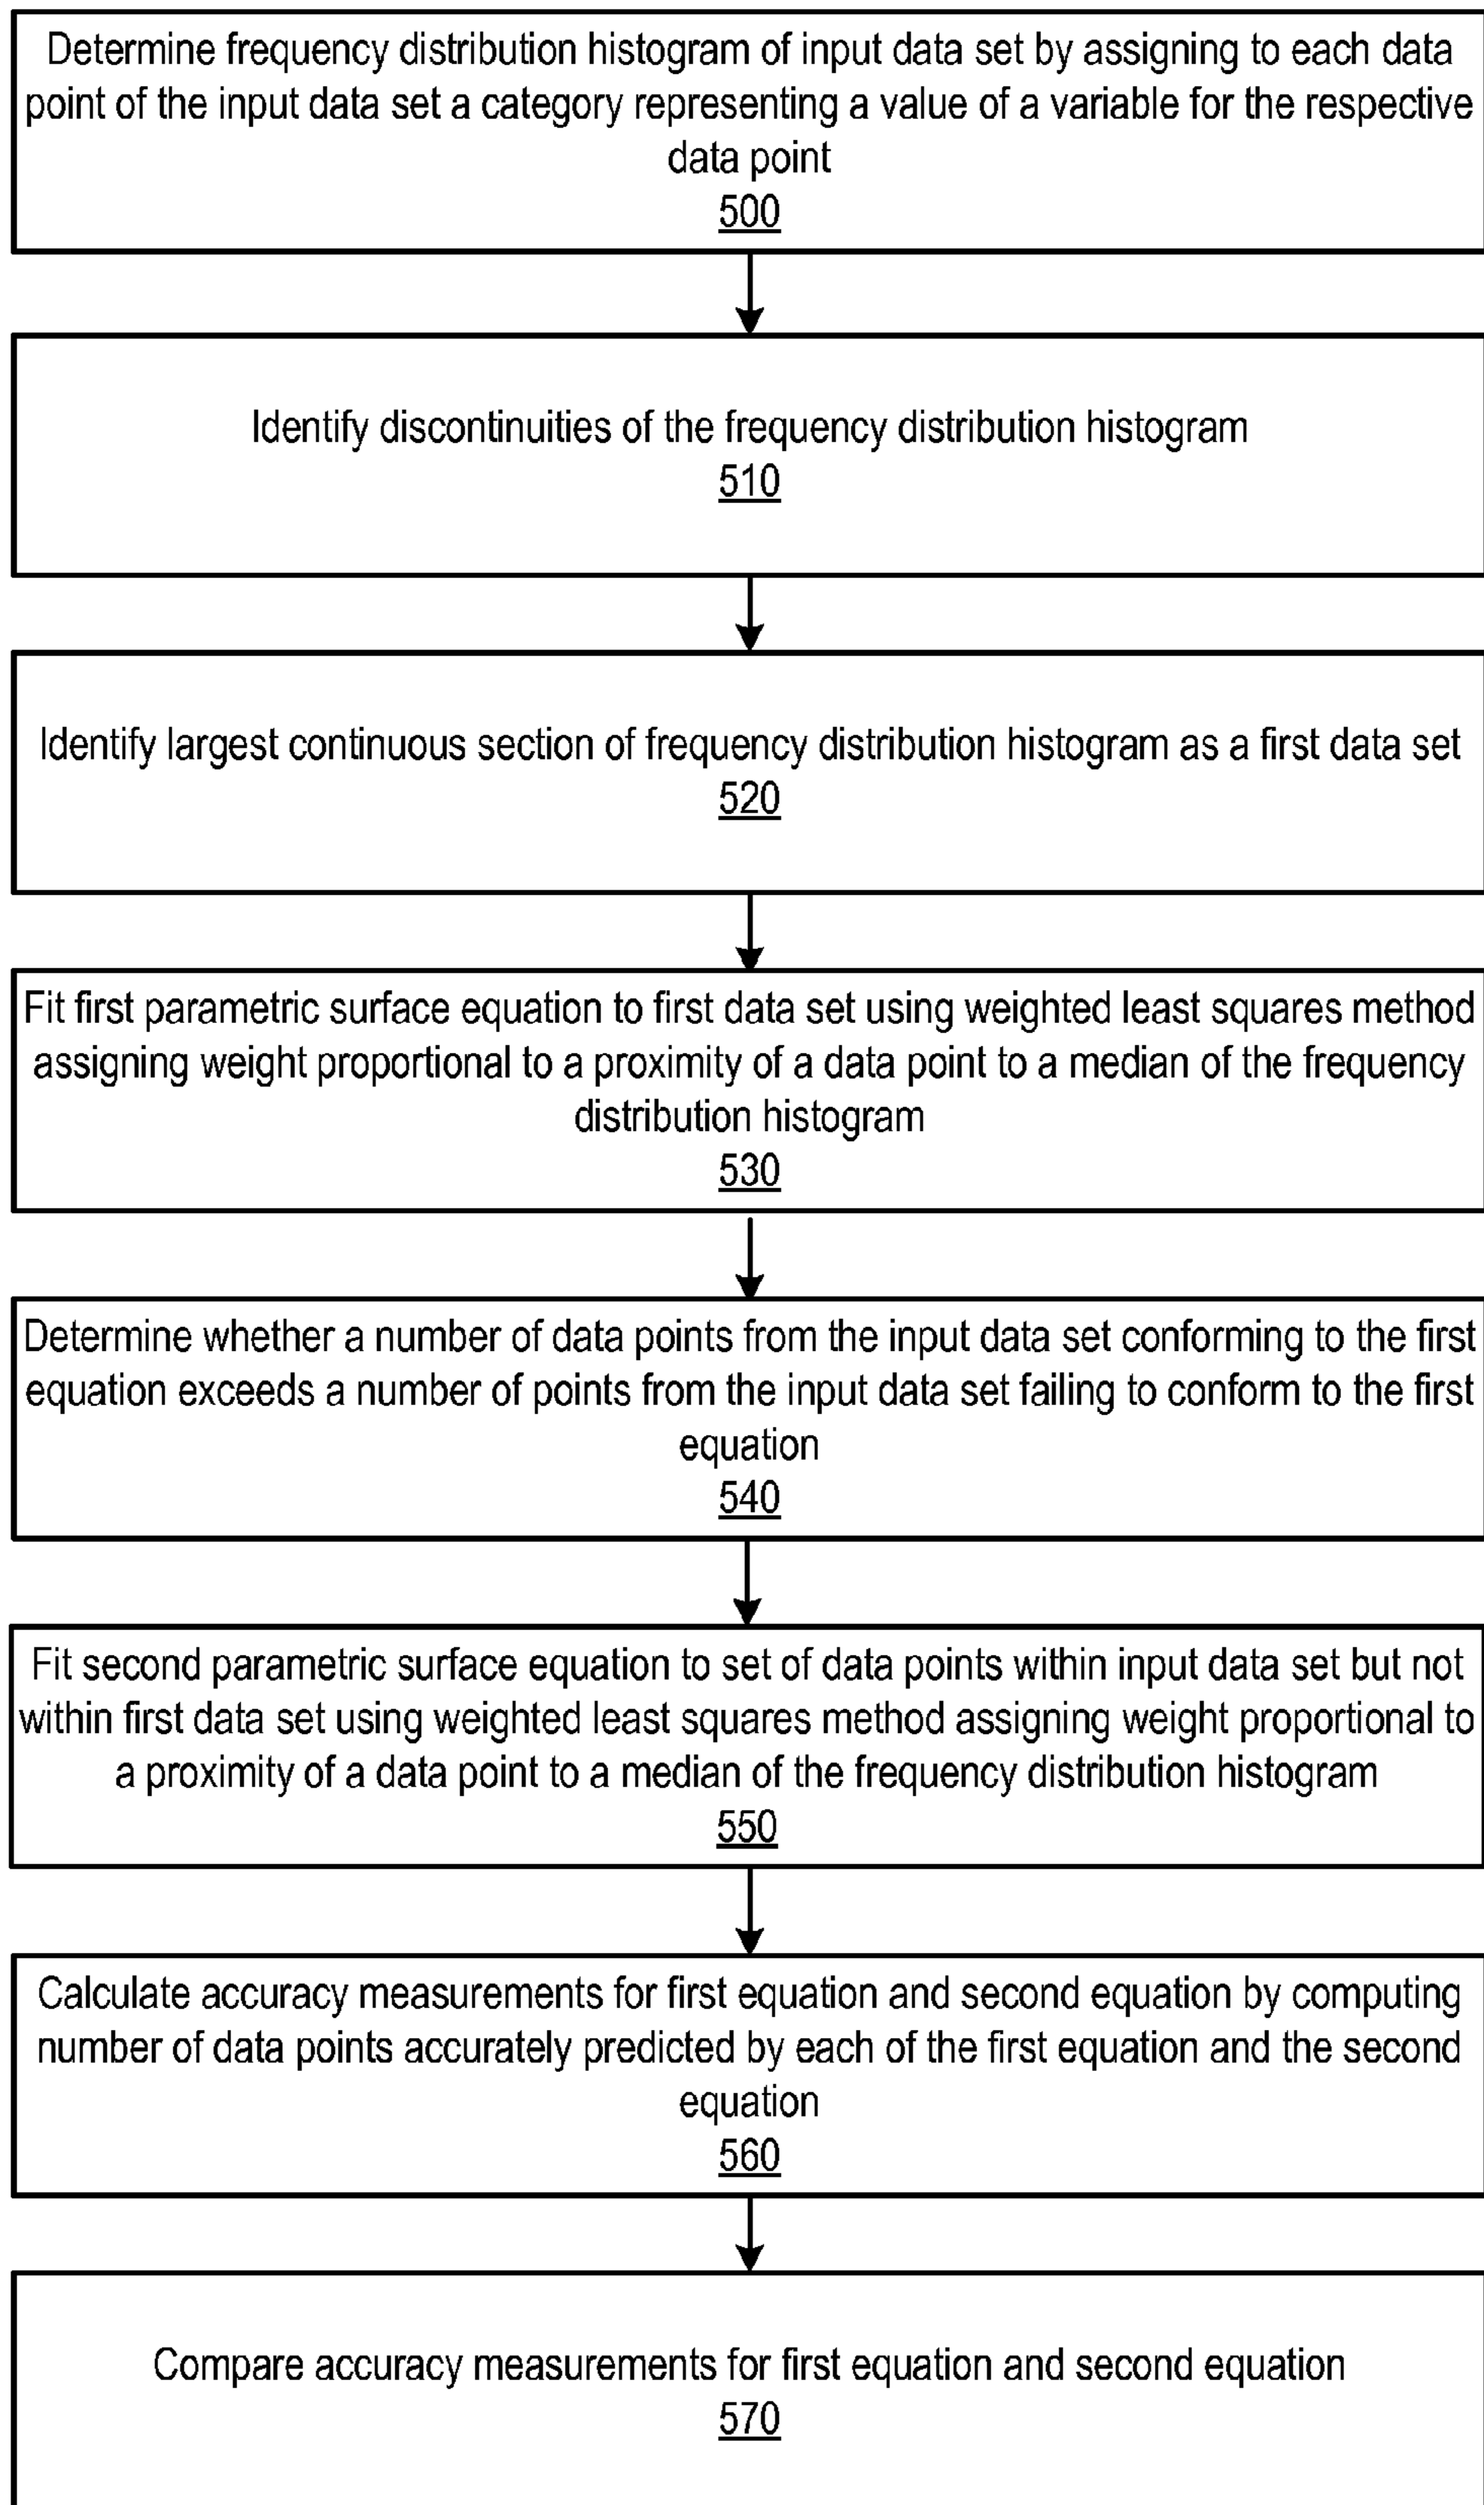 Determine frequency distribution histogram of input data set by assigning to each data
point of the input data set a category representing a value of a variable for the respective
data point
500
Identify discontinuities of the frequency distribution histogram
510
Identify largest continuous section of frequency distribution histogram as a first data set
520
Fit first parametric surface equation to first data set using weighted least squares method
assigning weight proportional to a proximity of a data point to a median of the frequency
distribution histogram
530
Determine whether a number of data points from the input data set conforming to the first
equation exceeds a number of points from the input data set failing to conform to the first
equation
540
Fit second parametric surface equation to set of data points within input data set but not
within first data set using weighted least squares method assigning weight proportional to
a proximity of a data point to a median of the frequency distribution histogram
550
Calculate accuracy measurements for first equation and second equation by computing
number of data points accurately predicted by each of the first equation and the second
equation
560
Compare accuracy measurements for first equation and second equation
570